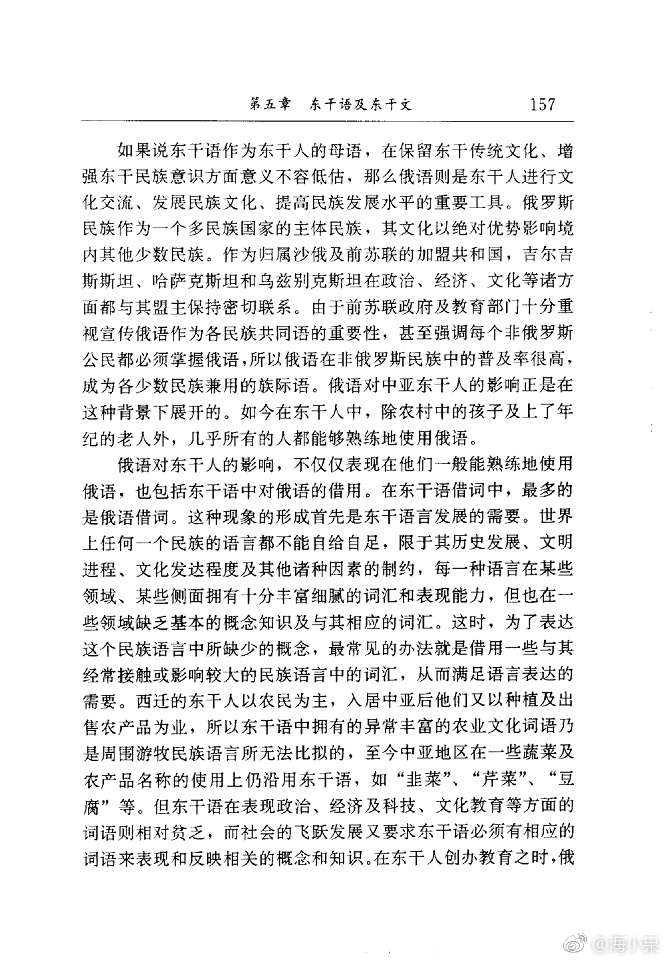 第五章 东干语及东干文 157
如果说东干语作为东干人的母语，在保留东干传统文化、增
强东干民族意识方面意义不容低估，那么俄语则是东干人进行文
化交流、发展民族文化、提高民族发展水平的重要工具。俄罗斯
民族作为一个多民族国家的主体民族，其文化以绝对优势影响境
内其他少数民族。作为归属沙俄及前苏联的加盟共和国，吉尔吉
斯斯坦、哈萨克斯坦和乌兹别克斯坦在政治、经济、文化等诸方
面都与其盟主保持密切联系。由于前苏联政府及教育部门十分重
视宣传俄语作为各民族共同语的重要性，甚至强调每个非俄罗斯
公民都必须掌握俄语，所以俄语在非俄罗斯民族中的普及率很高，
成为各少数民族兼用的族际语。俄语对中亚东干人的影响正是在
这种背景下展开的。如今在东干人中，除农村中的孩子及上了年
纪的老人外，几乎所有的人都能够熟练地使用俄语。
俄语对东干人的影响，不仅仅表现在他们一般能熟练地使用
俄语，也包括东干语中对俄语的借用。在东干语借词中，最多的
是俄语借词。这种现象的形成首先是东干语言发展的需要。世界
上任何一个民族的语言都不能自给自足，限于其历史发展、文明
进程、文化发达程度及其他诸种因素的制约，每一种语言在某些
领域、某些侧面拥有十分丰富细腻的词汇和表现能力，但也在一
些领域缺乏基本的概念知识及与其相应的词汇。这时，为了表达
这个民族语言中所缺少的概念，最常见的办法就是借用一些与其
经常接触或影响较大的民族语言中的词汇，从而满足语言表达的
需要。西迁的东干人以农民为主，入居中亚后他们又以种植及出
售农产品为业，所以东干语中拥有的异常丰富的农业文化词语乃
是周围游牧民族语言所无法比拟的，至今中亚地区在一些蔬菜及
农产品名称的使用上仍沿用东干语，如“韭菜”、“芹菜”、“豆
腐”等。但东干语在表现政治、经济及科技、文化教育等方面的
词语则相对贫乏，而社会的飞跃发展又要求东干语必须有相应的
词语来表现和反映相关的概念和知识。在东干人创办教育之时，俄
@海小杲